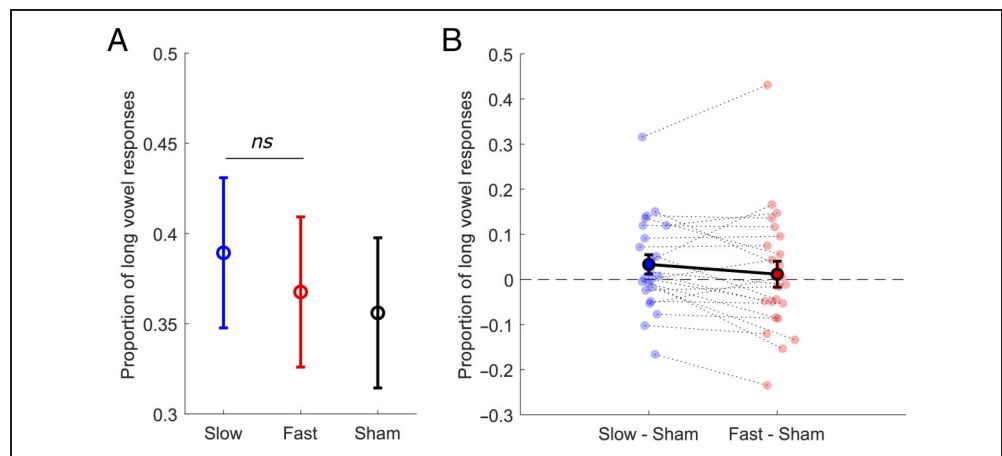 A
Proportion of long vowel responses
0.5
0.45
0.4
0.35
0.3
ns
Slow Fast Sham
B
Proportion of long vowel responses
0.5
0.4
0.3
0.2
0.1
0
−0.1
−0.2
−0.3
Slow - Sham Fast - Sham